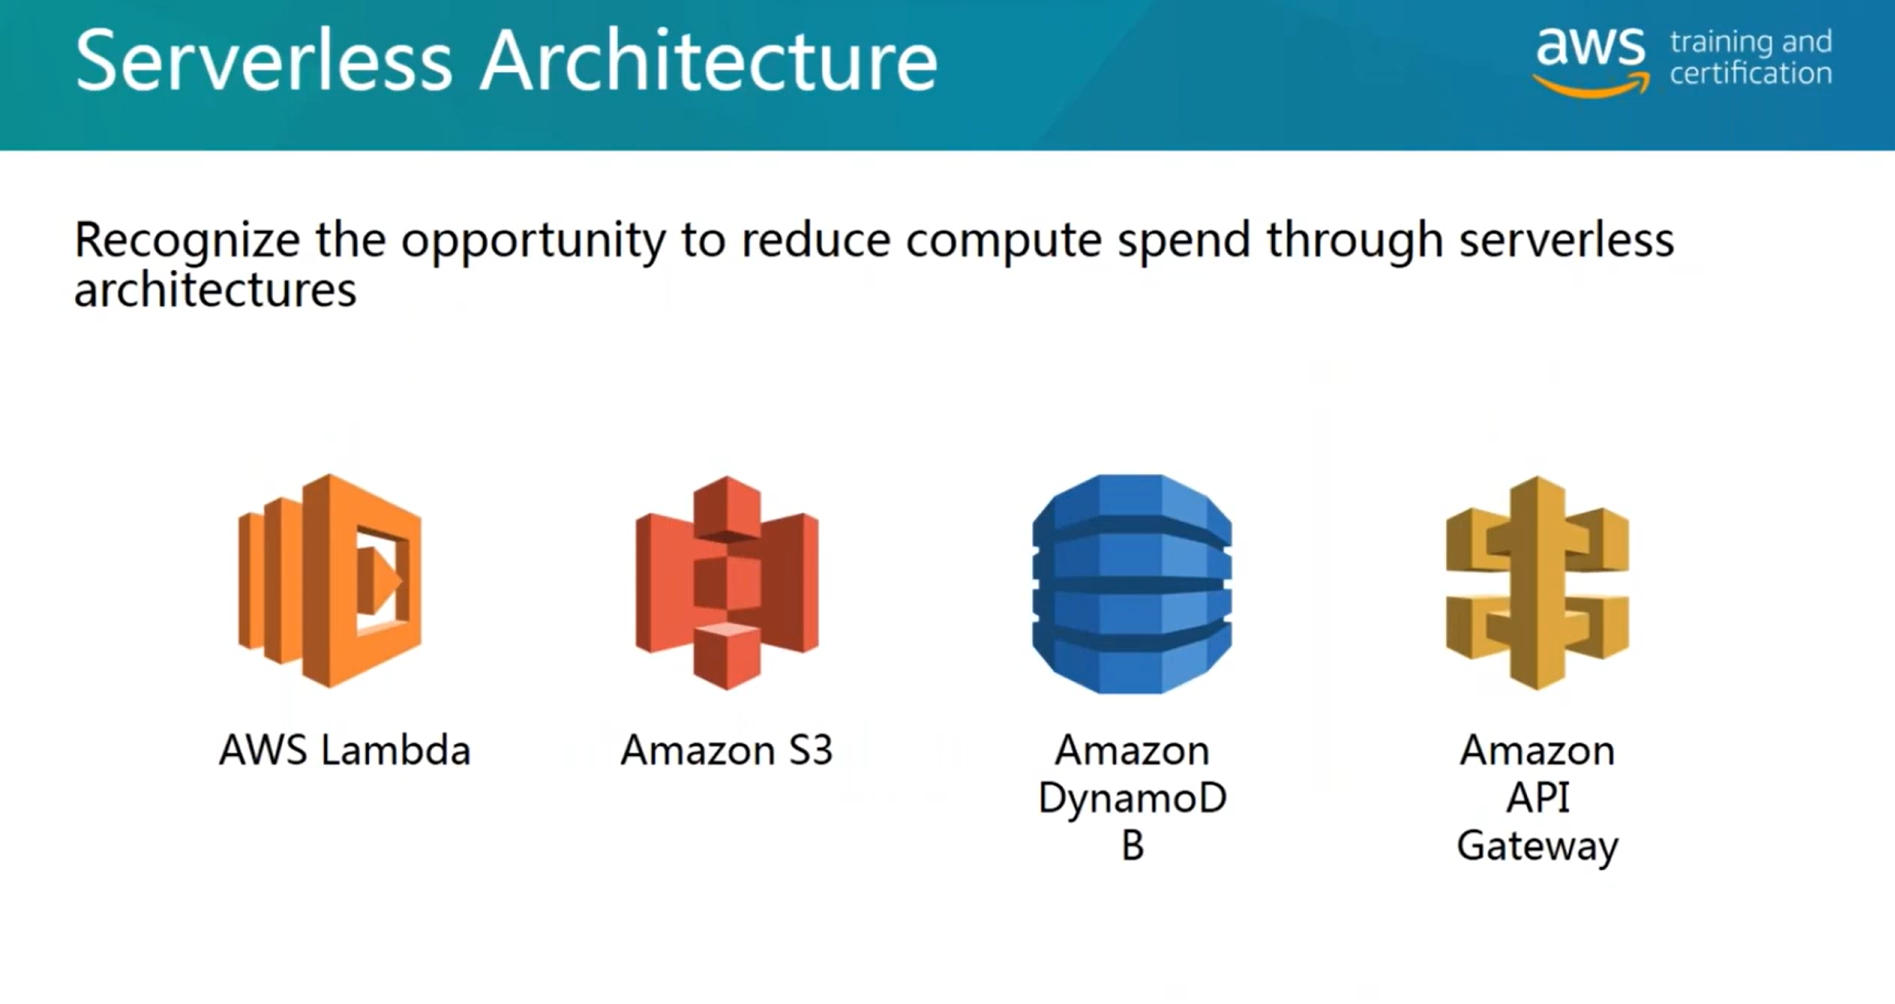 Serverless Architecture
aws
training and
certification
Recognize the opportunity to reduce compute spend through serverless
architectures
AWS Lambda
Amazon S3
Amazon
DynamoD
B
Amazon
API
Gateway